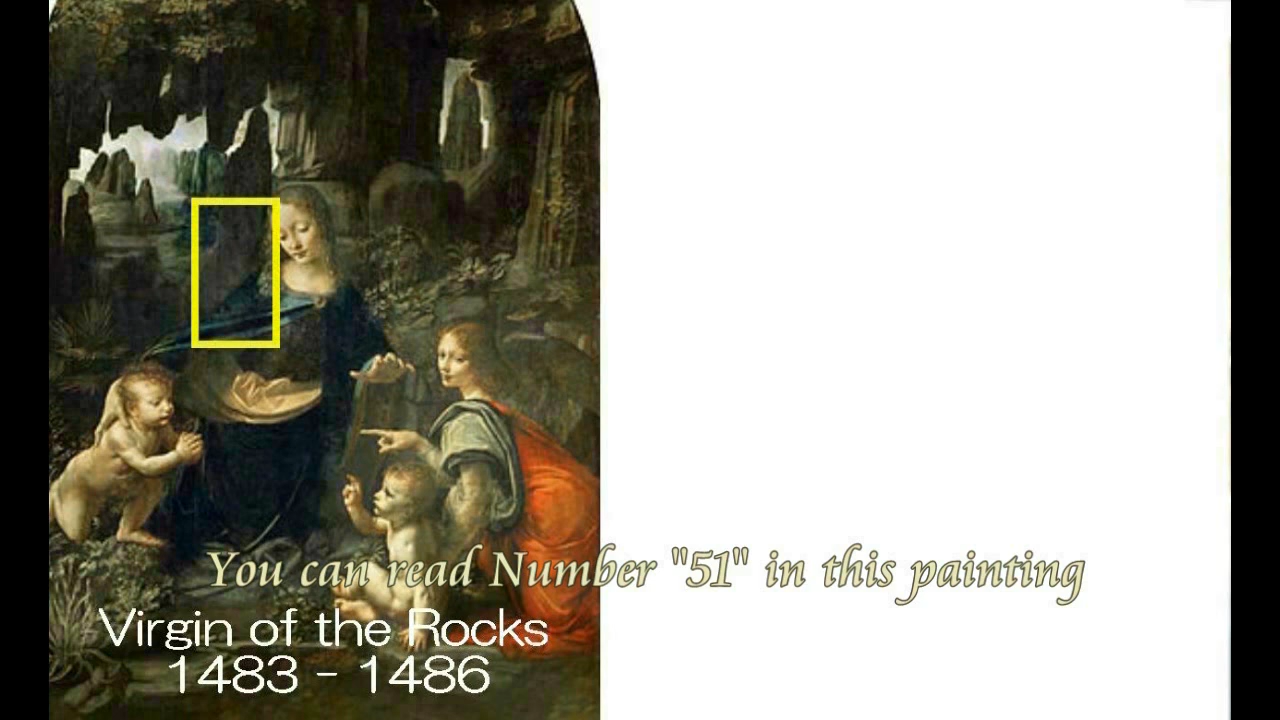 You can read Number "51" in this painting
Virgin of the Rocks
1483 - 1486